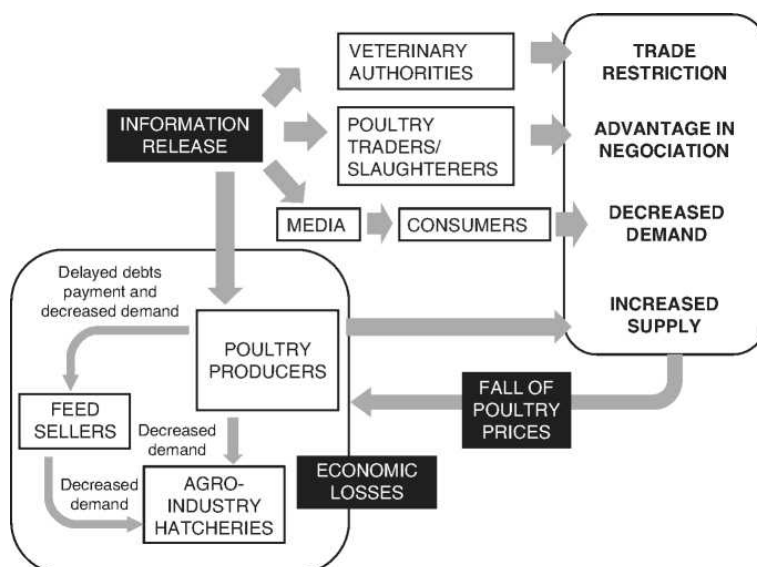 VETERINARY
AUTHORITIES
TRADE
RESTRICTION
INFORMATION
RELEASE
POULTRY
TRADERS/
SLAUGHTERERS
ADVANTAGE IN
NEGOCIATION
MEDIA
CONSUMERS
DECREASED
DEMAND
Delayed debts
payment and
decreased demand
POULTRY
PRODUCERS
INCREASED
SUPPLY
FEED
SELLERS
FALL OF
POULTRY
PRICES
Decreased
demand
Decreased
demand
AGRO-
INDUSTRY
HATCHERIES
ECONOMIC
LOSSES